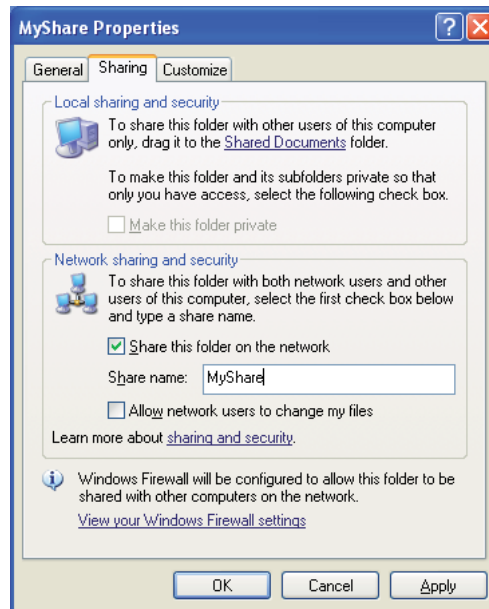 MyShare Properties
General Sharing Customize
Local sharing and security
To share this folder with other users of this computer
only, drag it to the Shared Documents folder.
To make this folder and its subfolders private so that
only you have access, select the following check box.
Make this folder private
Network sharing and security
To share this folder with both network users and other
users of this computer, select the first check box below
and type a share name.
Share this folder on the network
Share name: MyShare
Allow network users to change my files
Learn more about sharing and security.
Windows Firewall will be configured to allow this folder to be
shared with other computers on the network.
View your Windows Firewall settings
OK Cancel Apply